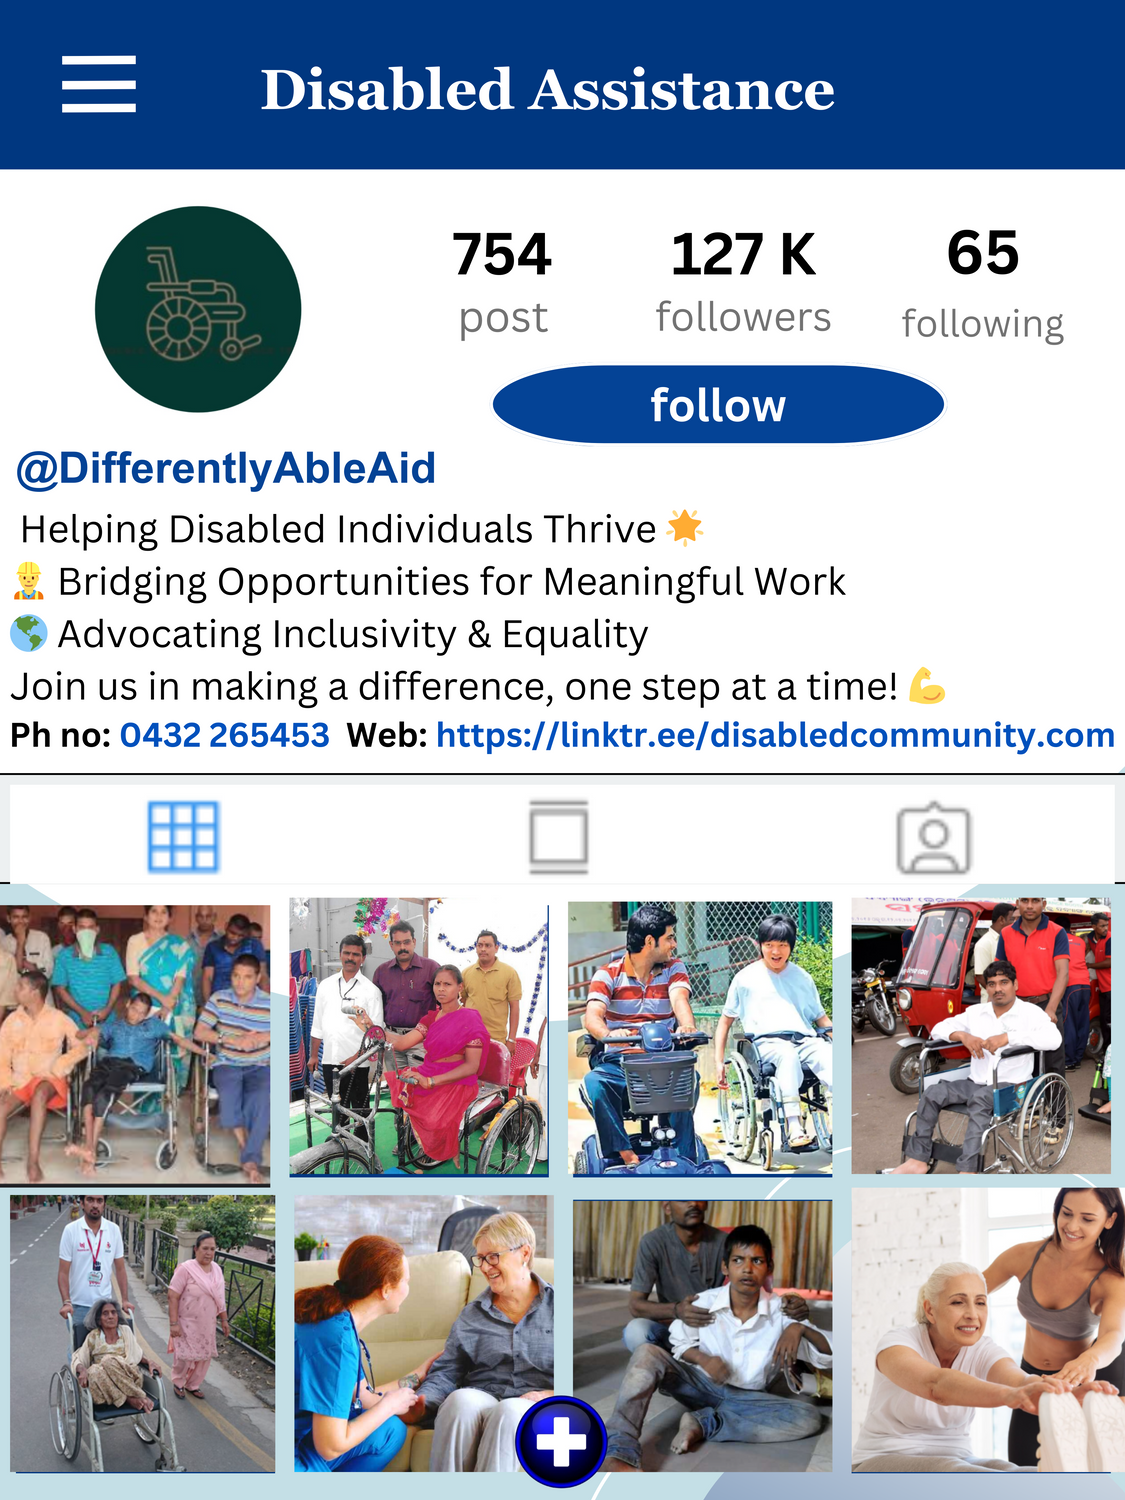 Disabled Assistance
754 127 K 65
post followers following
follow
@DifferentlyAbleAid
Helping Disabled Individuals Thrive 🌟
👷 Bridging Opportunities for Meaningful Work
🌎 Advocating Inclusivity & Equality
Join us in making a difference, one step at a time! 💪
Ph no: 0432 265453 Web: https://linktr.ee/disabledcommunity.com